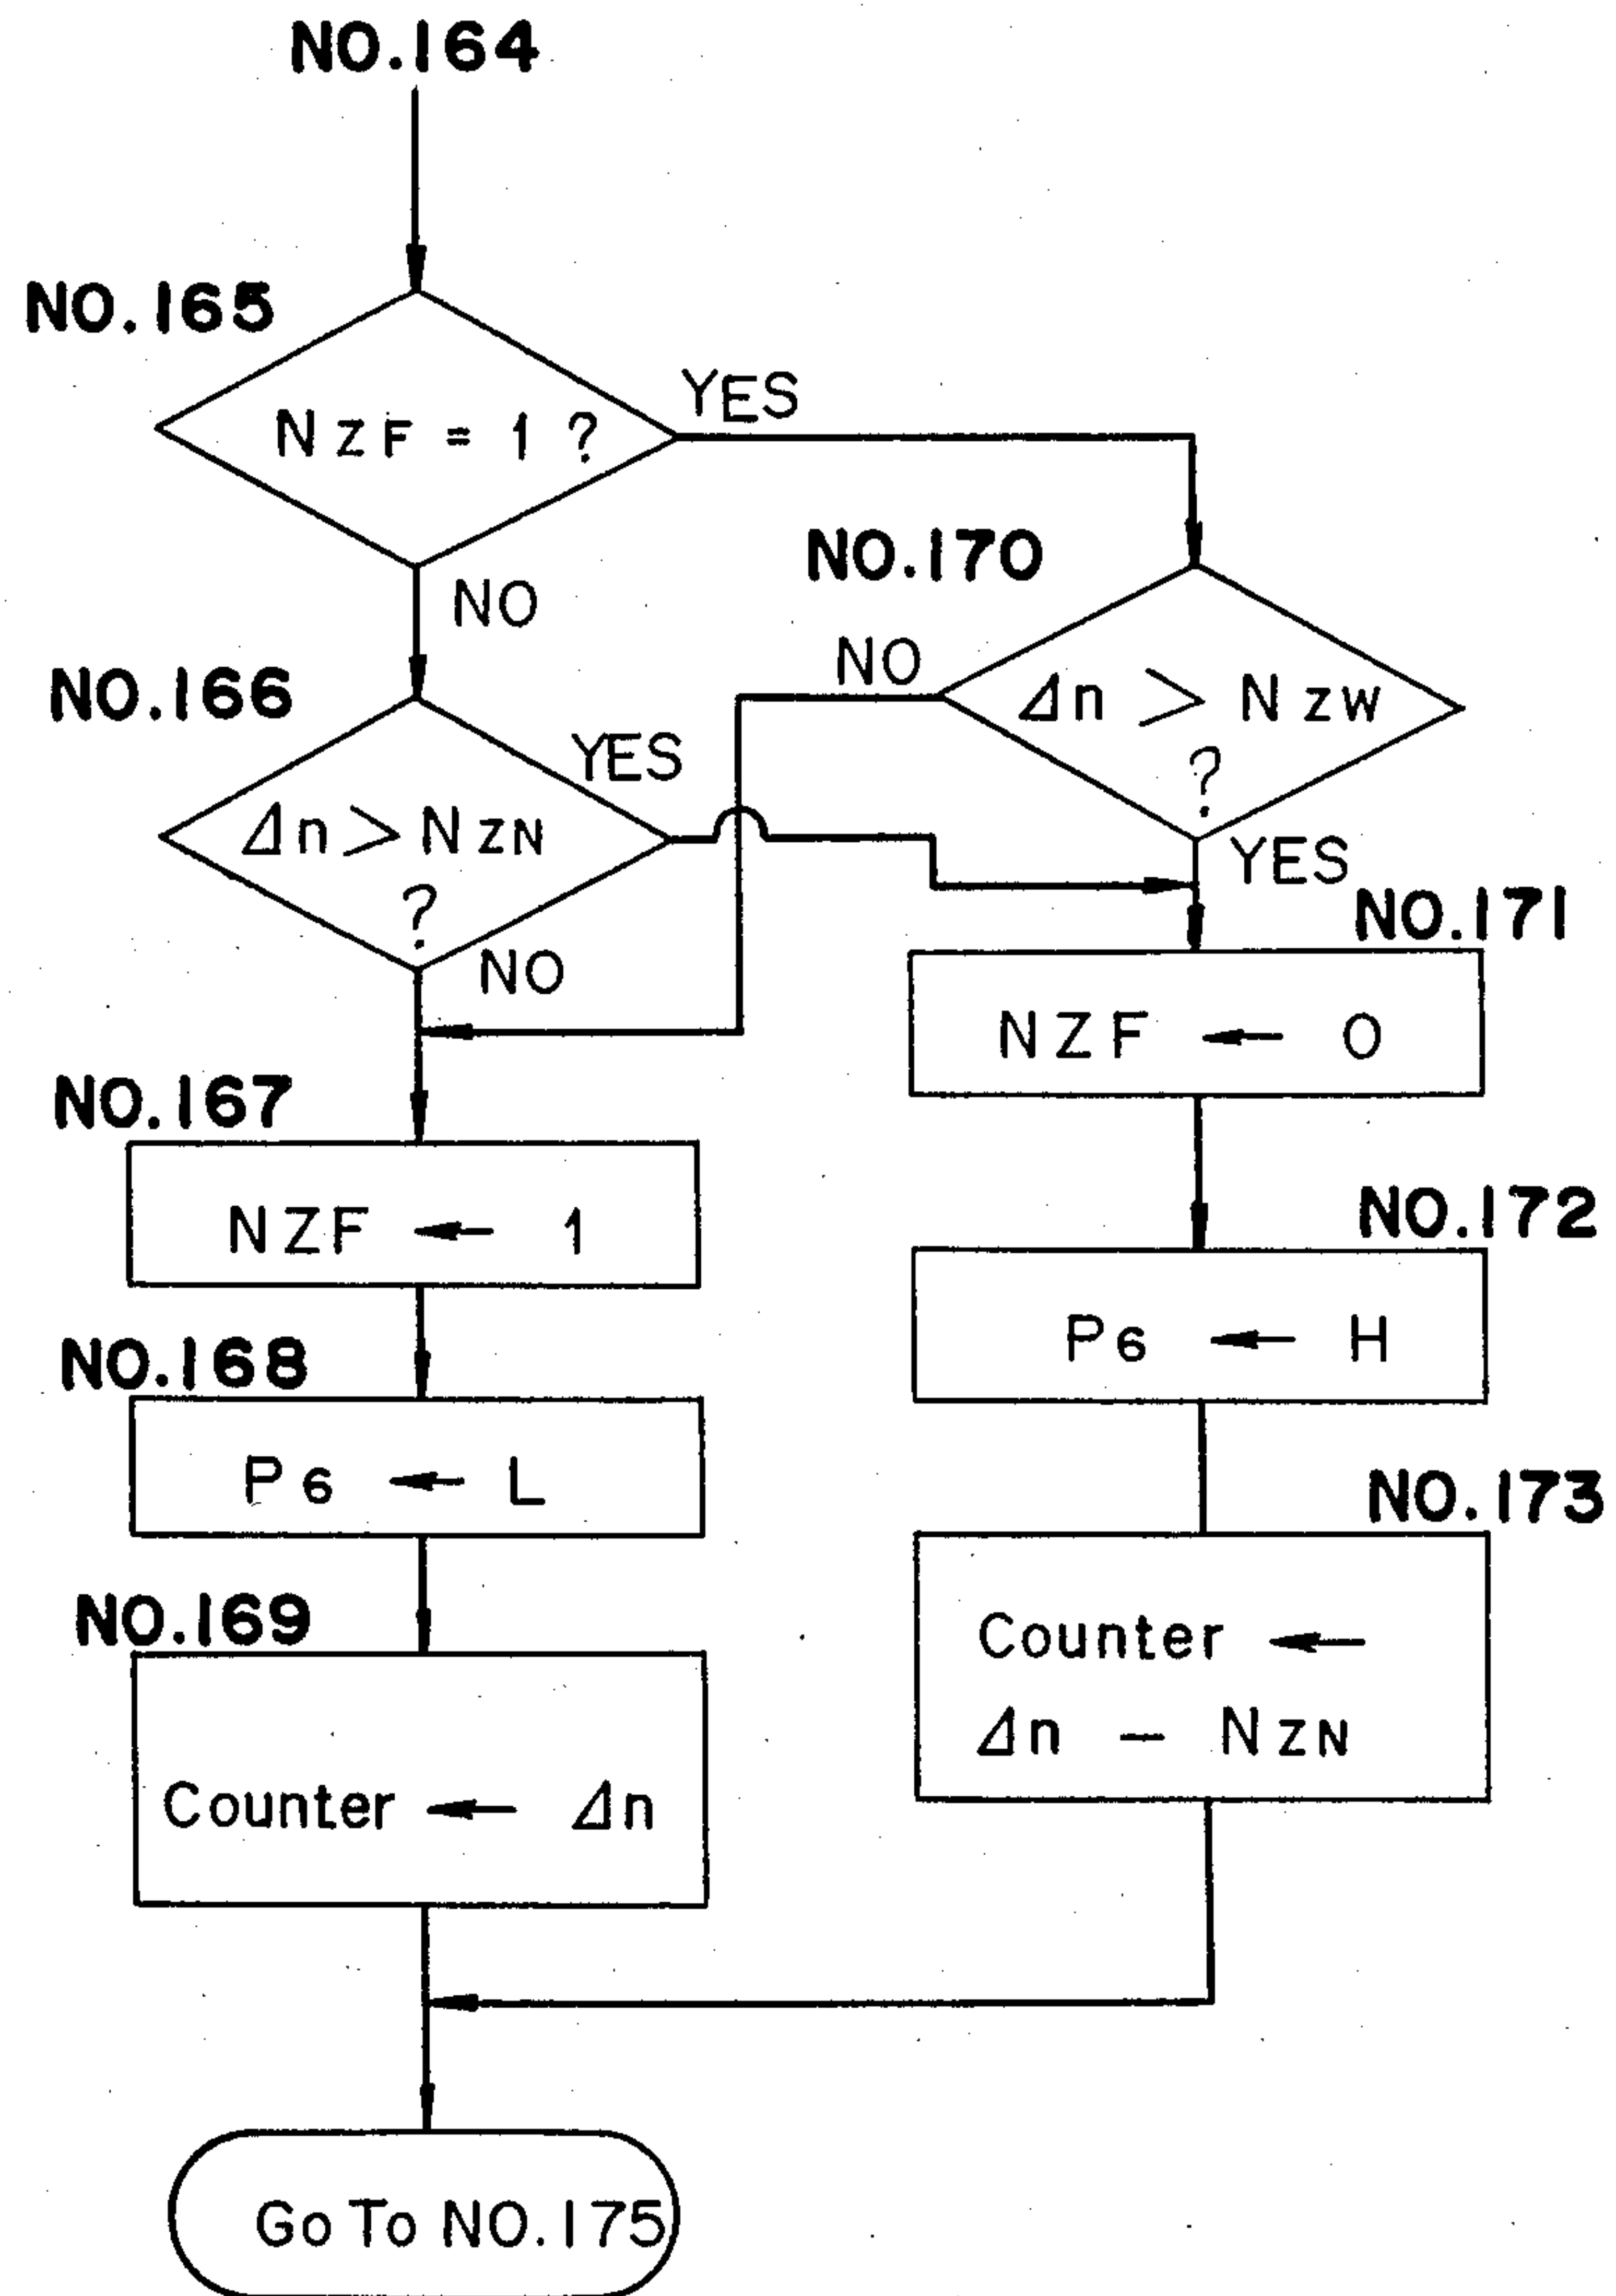 NO.164
NO.165
NZF = 1 ?
YES
NO
NO.170
Δn > NZW
?
NO
YES
NO.166
Δn > NZN
?
YES
NO
NO.167
NZF ← 1
NO.168
P6 ← L
NO.169
Counter ← Δn
NO.171
NZF ← 0
NO.172
P6 ← H
NO.173
Counter ←
Δn – NZN
Go To NO.175